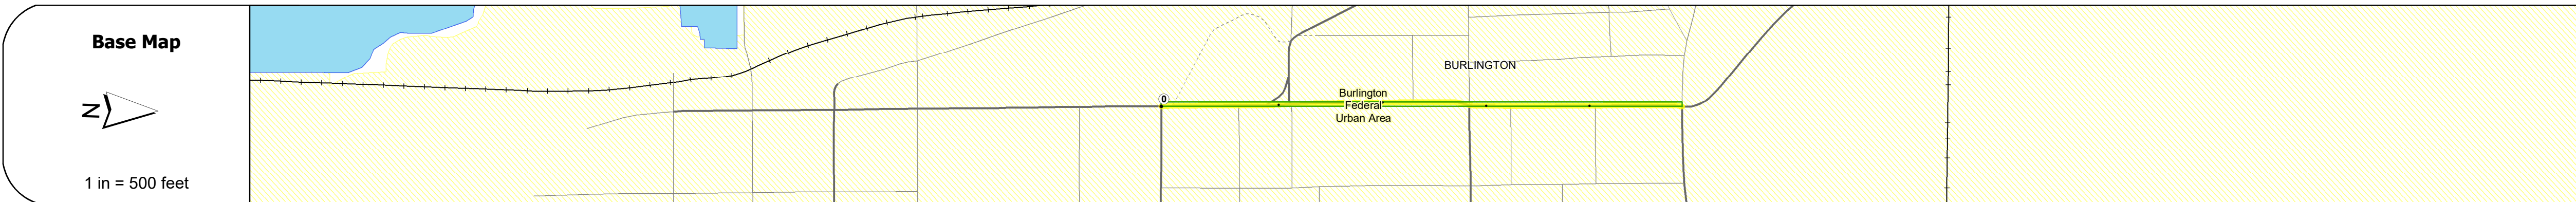 Base Map
N
1 in = 500 feet
0
BURLINGTON
Burlington
Federal
Urban Area